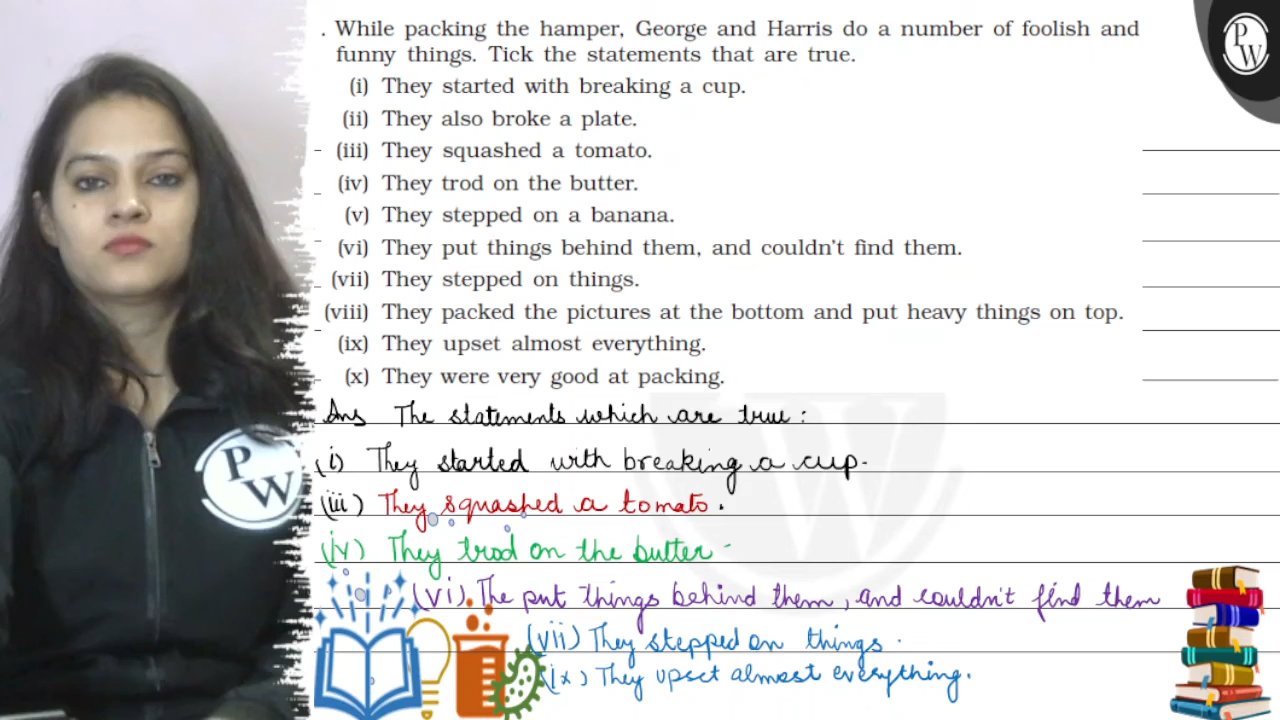 . While packing the hamper, George and Harris do a number of foolish and
funny things. Tick the statements that are true.
(i) They started with breaking a cup.
(ii) They also broke a plate.
(iii) They squashed a tomato.
(iv) They trod on the butter.
(v) They stepped on a banana.
(vi) They put things behind them, and couldn't find them.
(vii) They stepped on things.
(viii) They packed the pictures at the bottom and put heavy things on top.
(ix) They upset almost everything.
(x) They were very good at packing.
Ans The statements which are true:
(i) They started with breaking a cup.
(iii) They squashed a tomato.
(iv) They trod on the butter -
(vi). The put things behind them, and couldn't find them
(vii) They stepped on things.
(ix) They upset almost everything.
PW
PW